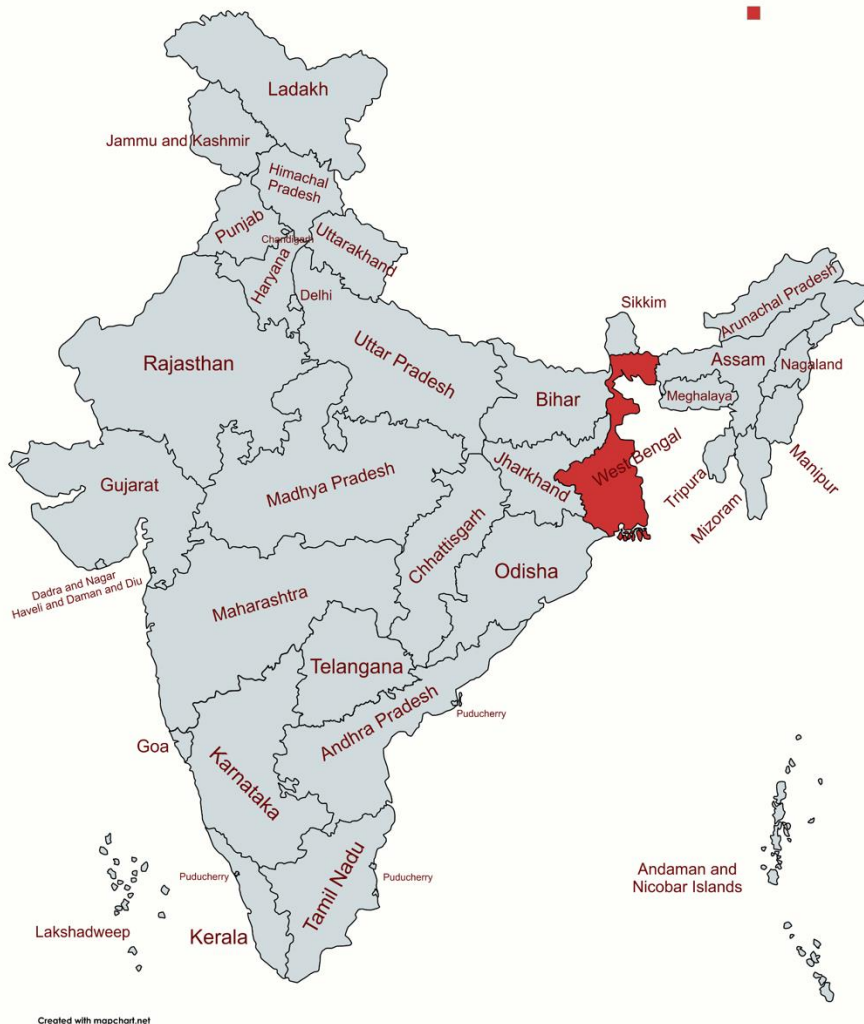 Ladakh
Jammu and Kashmir
Himachal
Pradesh
Punjab
Chandigarh
Uttarakhand
Haryana
Delhi
Sikkim
Arunachal Pradesh
Rajasthan
Uttar Pradesh
Bihar
Assam
Nagaland
Meghalaya
Gujarat
Madhya Pradesh
Jharkhand
West Bengal
Tripura
Mizoram
Manipur
Chhattisgarh
Odisha
Dadra and Nagar
Haveli and Daman and Diu
Maharashtra
Telangana
Andhra Pradesh
Puducherry
Goa
Karnataka
Puducherry
Tamil Nadu
Puducherry
Andaman and
Nicobar Islands
Lakshadweep
Kerala
Created with mapchart.net